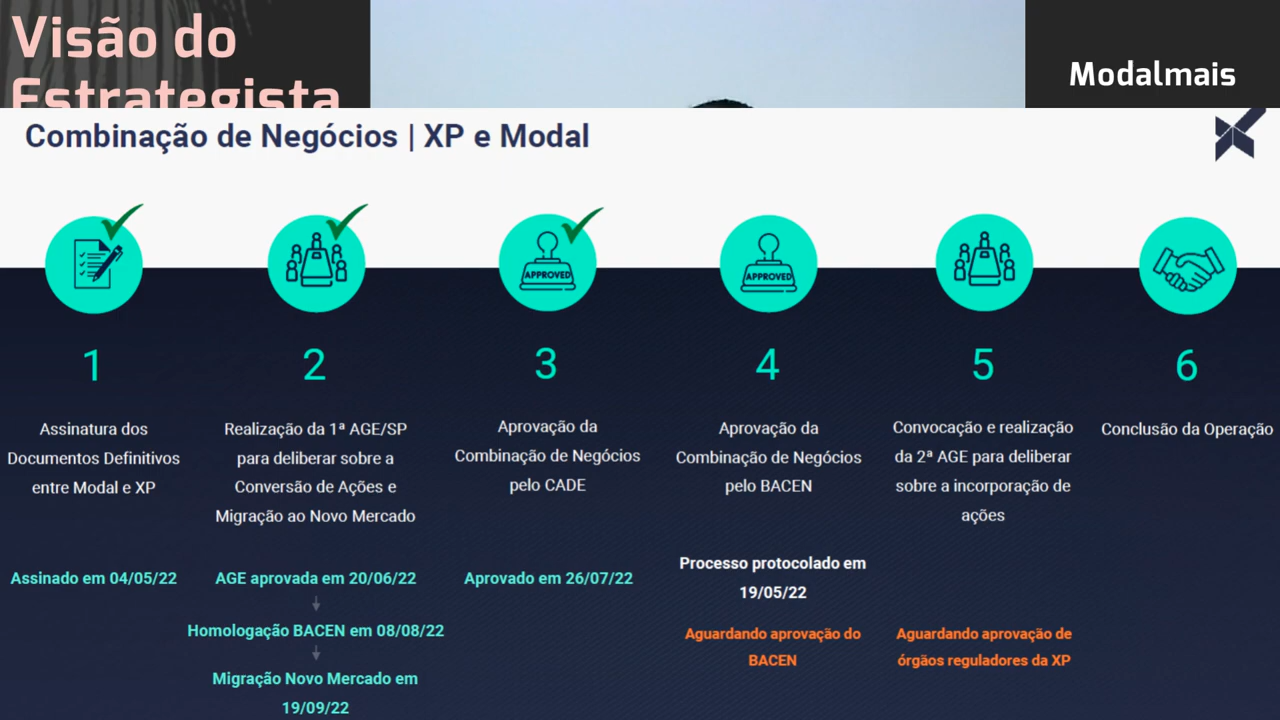 Visão do
Estrategista
Modalmais
Combinação de Negócios | XP e Modal
APPROVED
APPROVED
1
2
3
4
5
6
Assinatura dos
Documentos Definitivos
entre Modal e XP
Assinado em 04/05/22
Realização da 1ª AGE/SP
para deliberar sobre a
Conversão de Ações e
Migração ao Novo Mercado
AGE aprovada em 20/06/22
Homologação BACEN em 08/08/22
Migração Novo Mercado em
19/09/22
Aprovação da
Combinação de Negócios
pelo CADE
Aprovado em 26/07/22
Aprovação da
Combinação de Negócios
pelo BACEN
Processo protocolado em
19/05/22
Aguardando aprovação do
BACEN
Convocação e realização
da 2ª AGE para deliberar
sobre a incorporação de
ações
Aguardando aprovação de
órgãos reguladores da XP
Conclusão da Operação